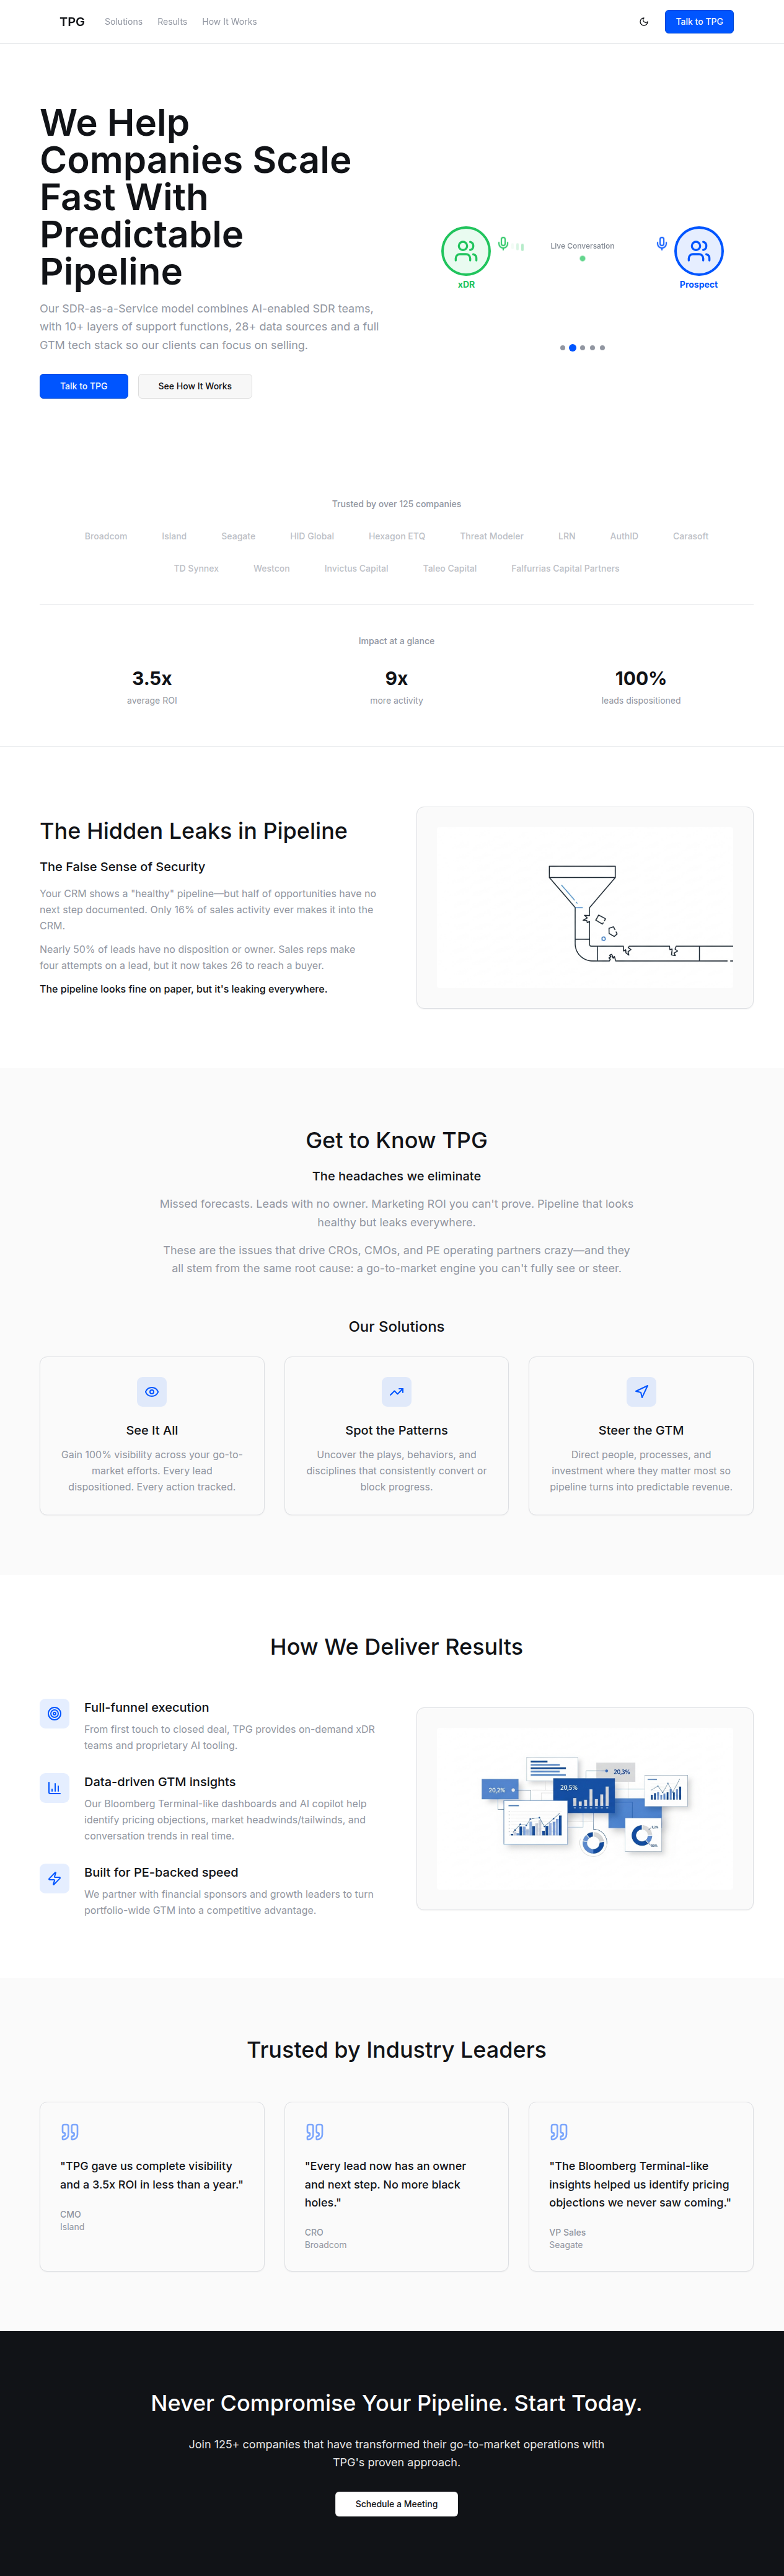 TPG
Solutions
Results
How It Works
Talk to TPG
We Help
Companies Scale
Fast With
Predictable
Pipeline
Our SDR-as-a-Service model combines AI-enabled SDR teams,
with 10+ layers of support functions, 28+ data sources and a full
GTM tech stack so our clients can focus on selling.
Talk to TPG
See How It Works
Live Conversation
xDR
Prospect
Trusted by over 125 companies
Broadcom
Island
Seagate
HID Global
Hexagon ETQ
Threat Modeler
LRN
AuthID
Carasoft
TD Synnex
Westcon
Invictus Capital
Taleo Capital
Falfurrias Capital Partners
Impact at a glance
3.5x
average ROI
9x
more activity
100%
leads dispositioned
The Hidden Leaks in Pipeline
The False Sense of Security
Your CRM shows a "healthy" pipeline—but half of opportunities have no
next step documented. Only 16% of sales activity ever makes it into the
CRM.
Nearly 50% of leads have no disposition or owner. Sales reps make
four attempts on a lead, but it now takes 26 to reach a buyer.
The pipeline looks fine on paper, but it's leaking everywhere.
Get to Know TPG
The headaches we eliminate
Missed forecasts. Leads with no owner. Marketing ROI you can't prove. Pipeline that looks
healthy but leaks everywhere.
These are the issues that drive CROs, CMOs, and PE operating partners crazy—and they
all stem from the same root cause: a go-to-market engine you can't fully see or steer.
Our Solutions
See It All
Gain 100% visibility across your go-to-
market efforts. Every lead
dispositioned. Every action tracked.
Spot the Patterns
Uncover the plays, behaviors, and
disciplines that consistently convert or
block progress.
Steer the GTM
Direct people, processes, and
investment where they matter most so
pipeline turns into predictable revenue.
How We Deliver Results
Full-funnel execution
From first touch to closed deal, TPG provides on-demand xDR
teams and proprietary AI tooling.
Data-driven GTM insights
Our Bloomberg Terminal-like dashboards and AI copilot help
identify pricing objections, market headwinds/tailwinds, and
conversation trends in real time.
Built for PE-backed speed
We partner with financial sponsors and growth leaders to turn
portfolio-wide GTM into a competitive advantage.
20,2%
20,5%
20,3%
Trusted by Industry Leaders
"TPG gave us complete visibility
and a 3.5x ROI in less than a year."
CMO
Island
"Every lead now has an owner
and next step. No more black
holes."
CRO
Broadcom
"The Bloomberg Terminal-like
insights helped us identify pricing
objections we never saw coming."
VP Sales
Seagate
Never Compromise Your Pipeline. Start Today.
Join 125+ companies that have transformed their go-to-market operations with
TPG's proven approach.
Schedule a Meeting